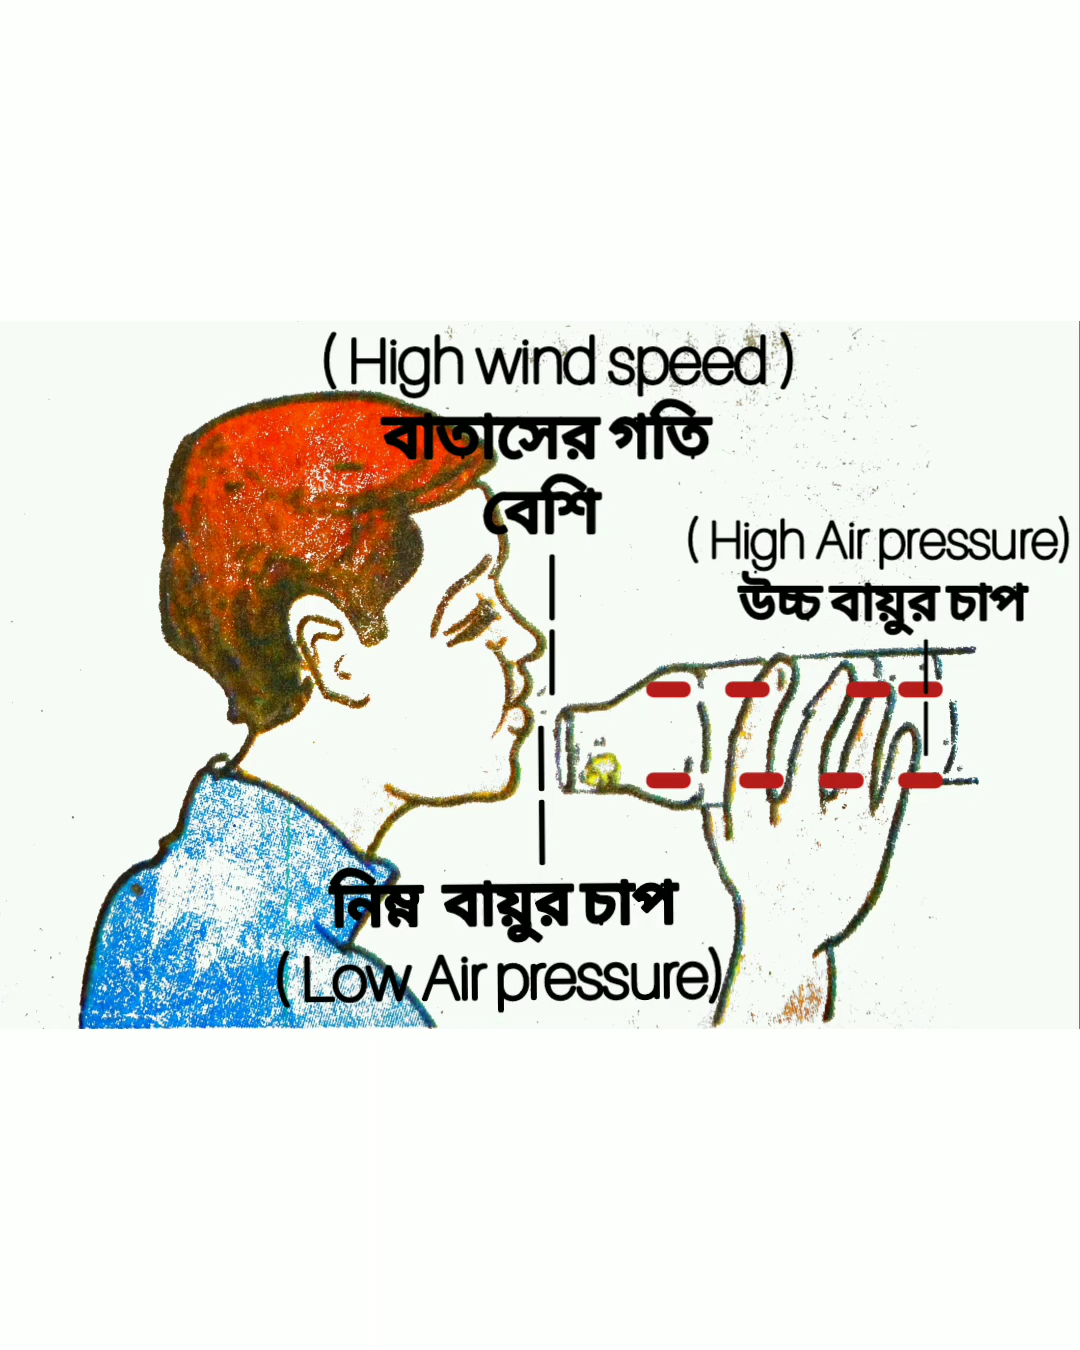 ( High wind speed )
বাতাসের গতি
বেশি
( High Air pressure)
উচ্চ বায়ুর চাপ
নিম্ন বায়ুর চাপ
( Low Air pressure)